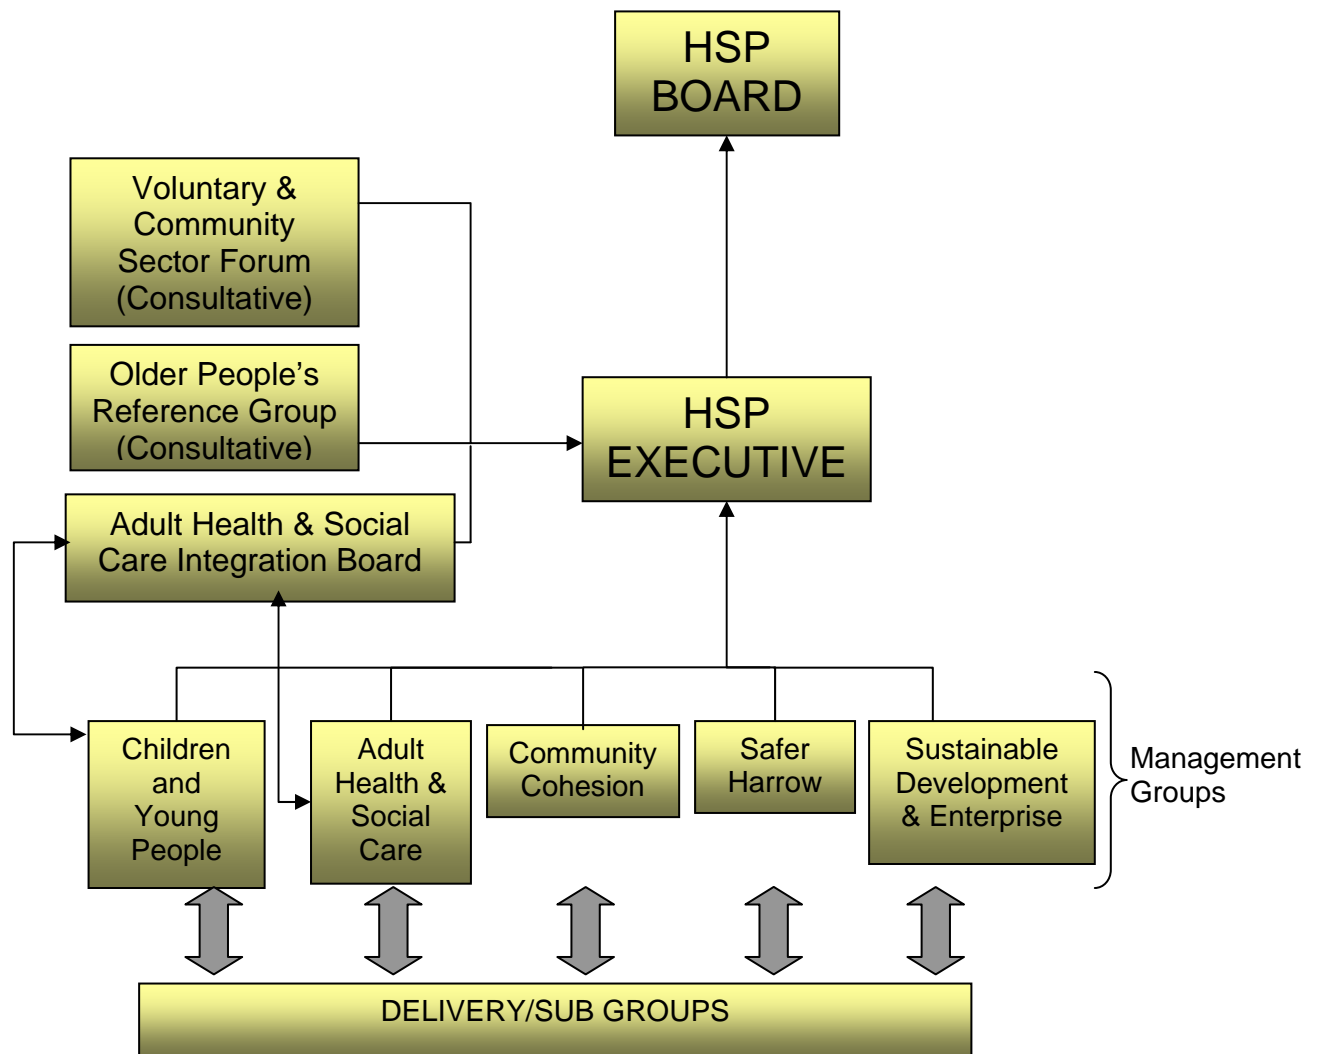 HSP
BOARD
Voluntary &
Community
Sector Forum
(Consultative)
Older People’s
Reference Group
(Consultative)
HSP
EXECUTIVE
Adult Health & Social
Care Integration Board
Children
and
Young
People
Adult
Health &
Social
Care
Community
Cohesion
Safer
Harrow
Sustainable
Development
& Enterprise
Management
Groups
DELIVERY/SUB GROUPS